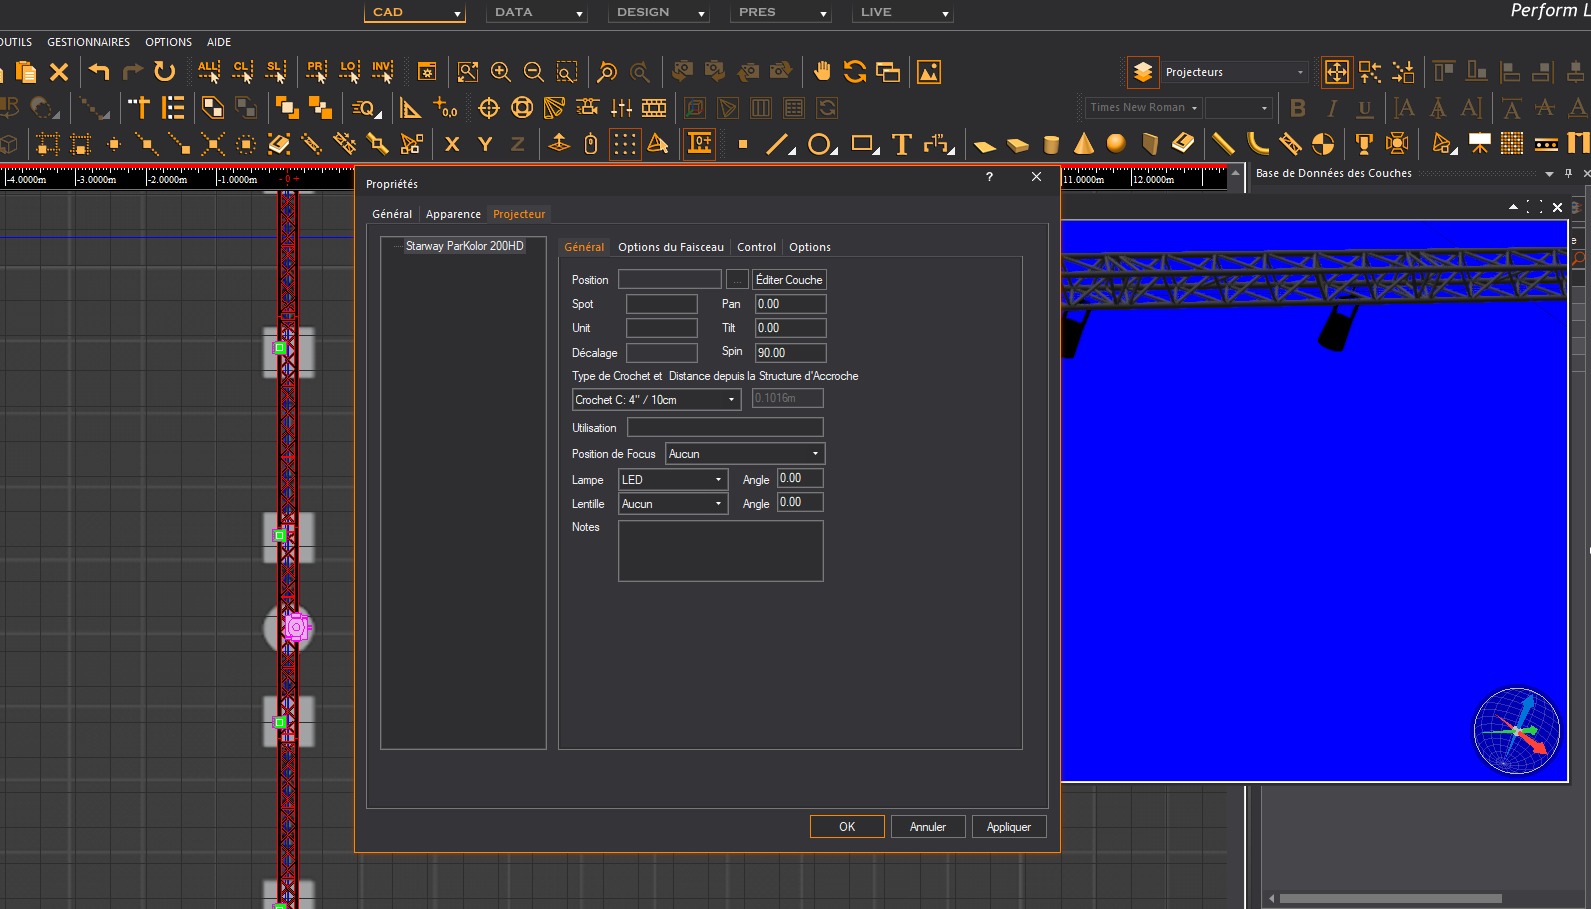 CAD
DATA
DESIGN
PRES
LIVE
Perform L
OUTILS GESTIONNAIRES OPTIONS AIDE
ALL CL SL PR LO INV
Projecteurs
Times New Roman
B I U
X Y Z
T
-4.0000m -3.0000m -2.0000m -1.0000m 0 11.0000m 12.0000m
Base de Données des Couches
Propriétés ?
Général Apparence Projecteur
Starway ParKolor 200HD
Général Options du Faisceau Control Options
Position ... Éditer Couche
Spot Pan 0.00
Unit Tilt 0.00
Décalage Spin 90.00
Type de Crochet et Distance depuis la Structure d'Accroche
Crochet C: 4" / 10cm 0.1016m
Utilisation
Position de Focus Aucun
Lampe LED Angle 0.00
Lentille Aucun Angle 0.00
Notes
OK Annuler Appliquer